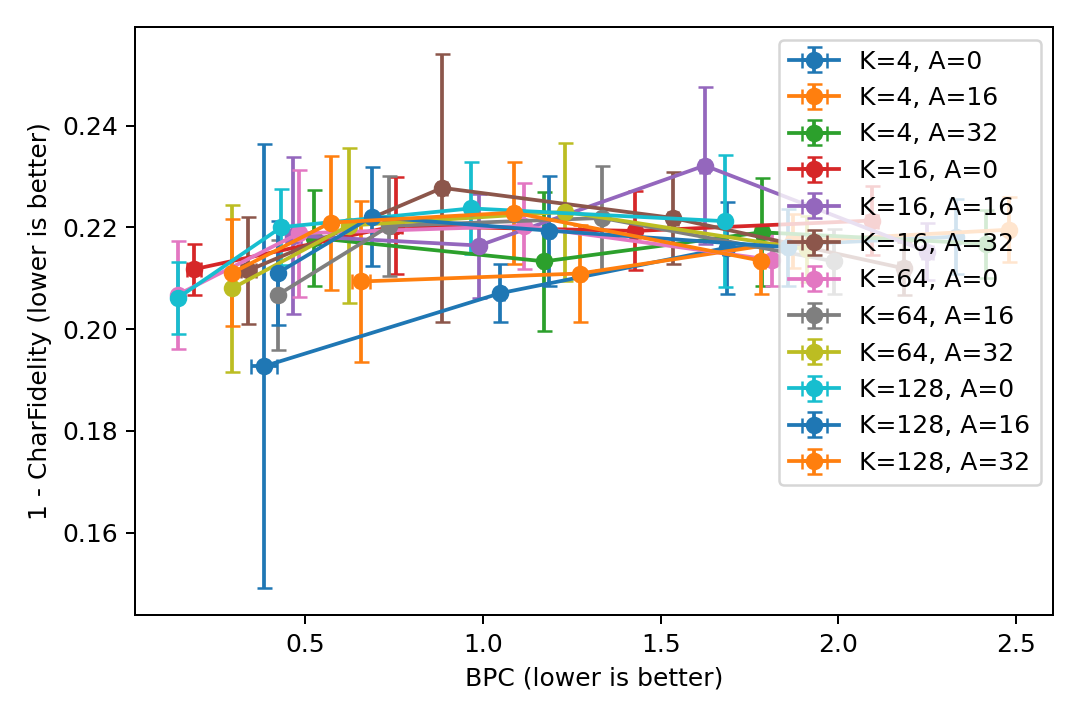 1 - CharFidelity (lower is better)
0.24
0.22
0.20
0.18
0.16
K=4, A=0
K=4, A=16
K=4, A=32
K=16, A=0
K=16, A=16
K=16, A=32
K=64, A=0
K=64, A=16
K=64, A=32
K=128, A=0
K=128, A=16
K=128, A=32
0.5
1.0
1.5
2.0
2.5
BPC (lower is better)